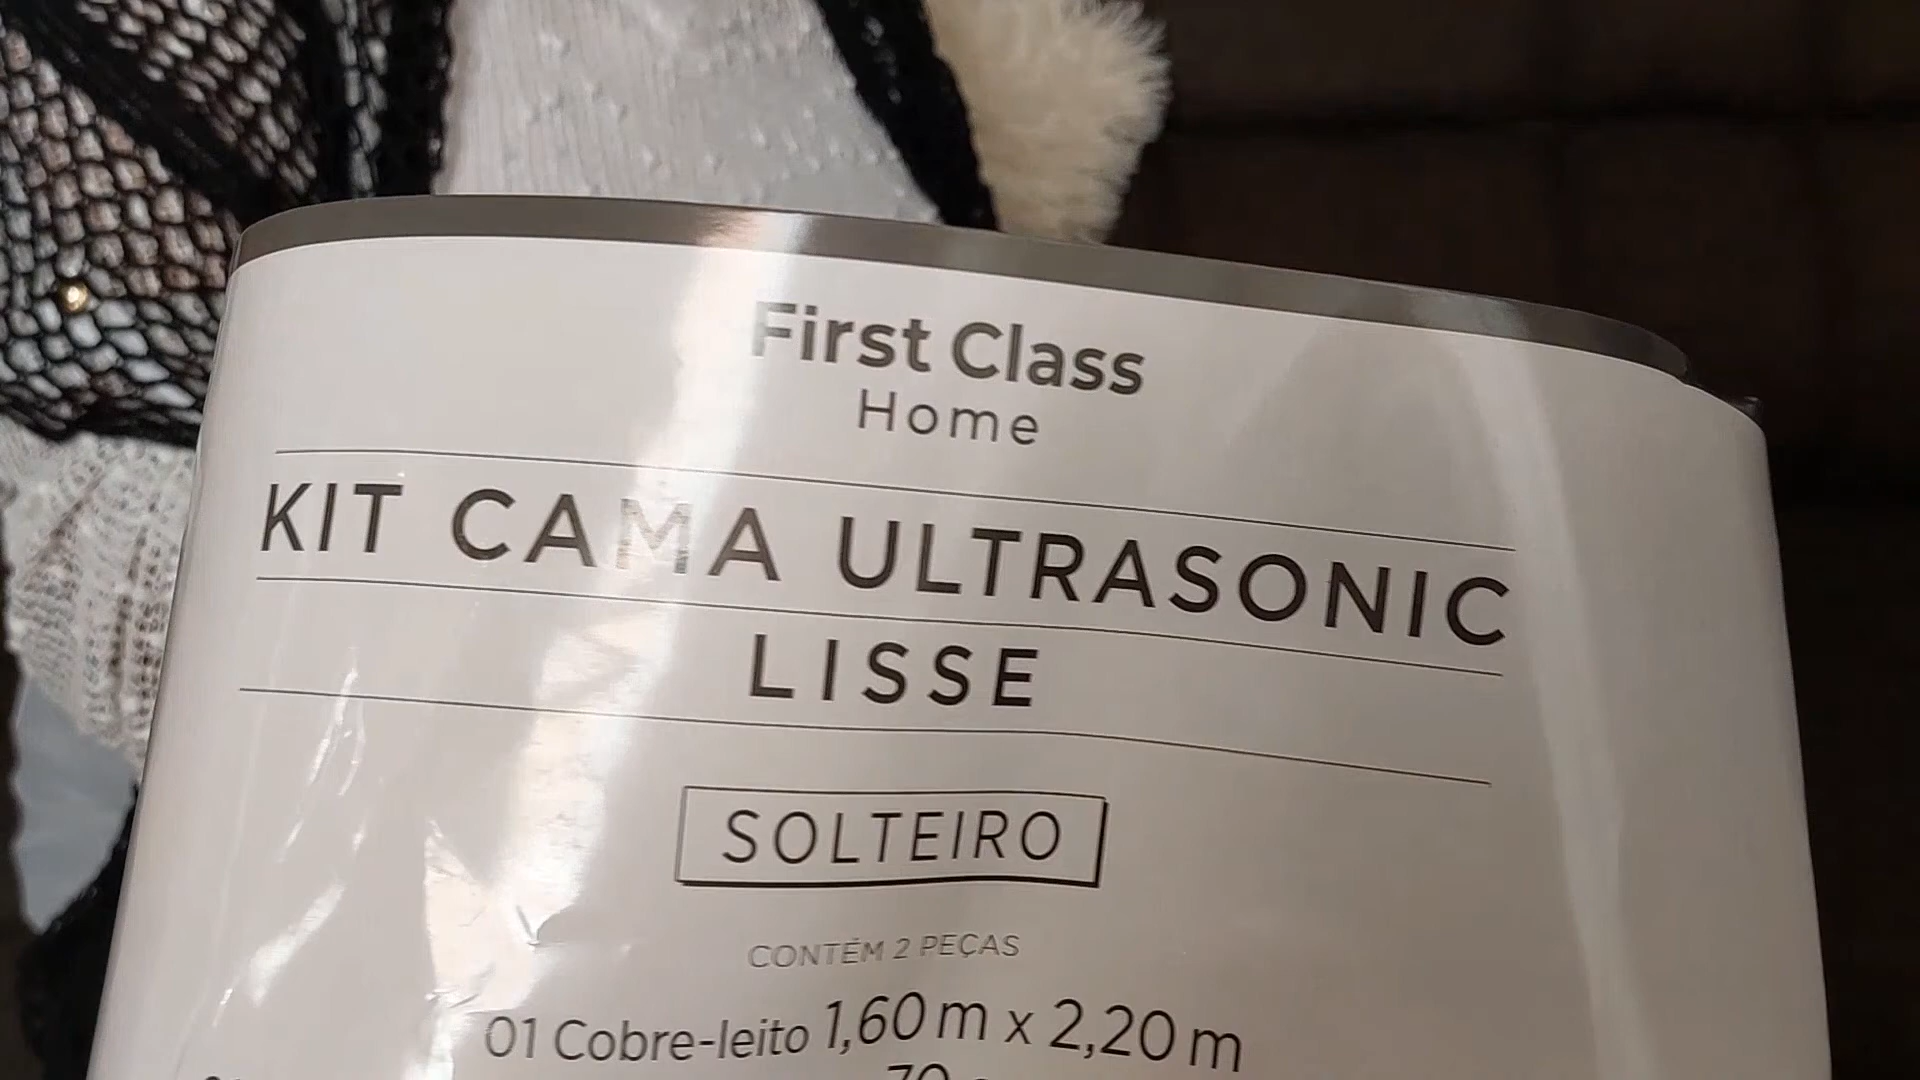 First Class
Home
KIT CAMA ULTRASONIC
LISSE
SOLTEIRO
CONTÉM 2 PEÇAS
01 Cobre-leito 1,60 m x 2,20 m